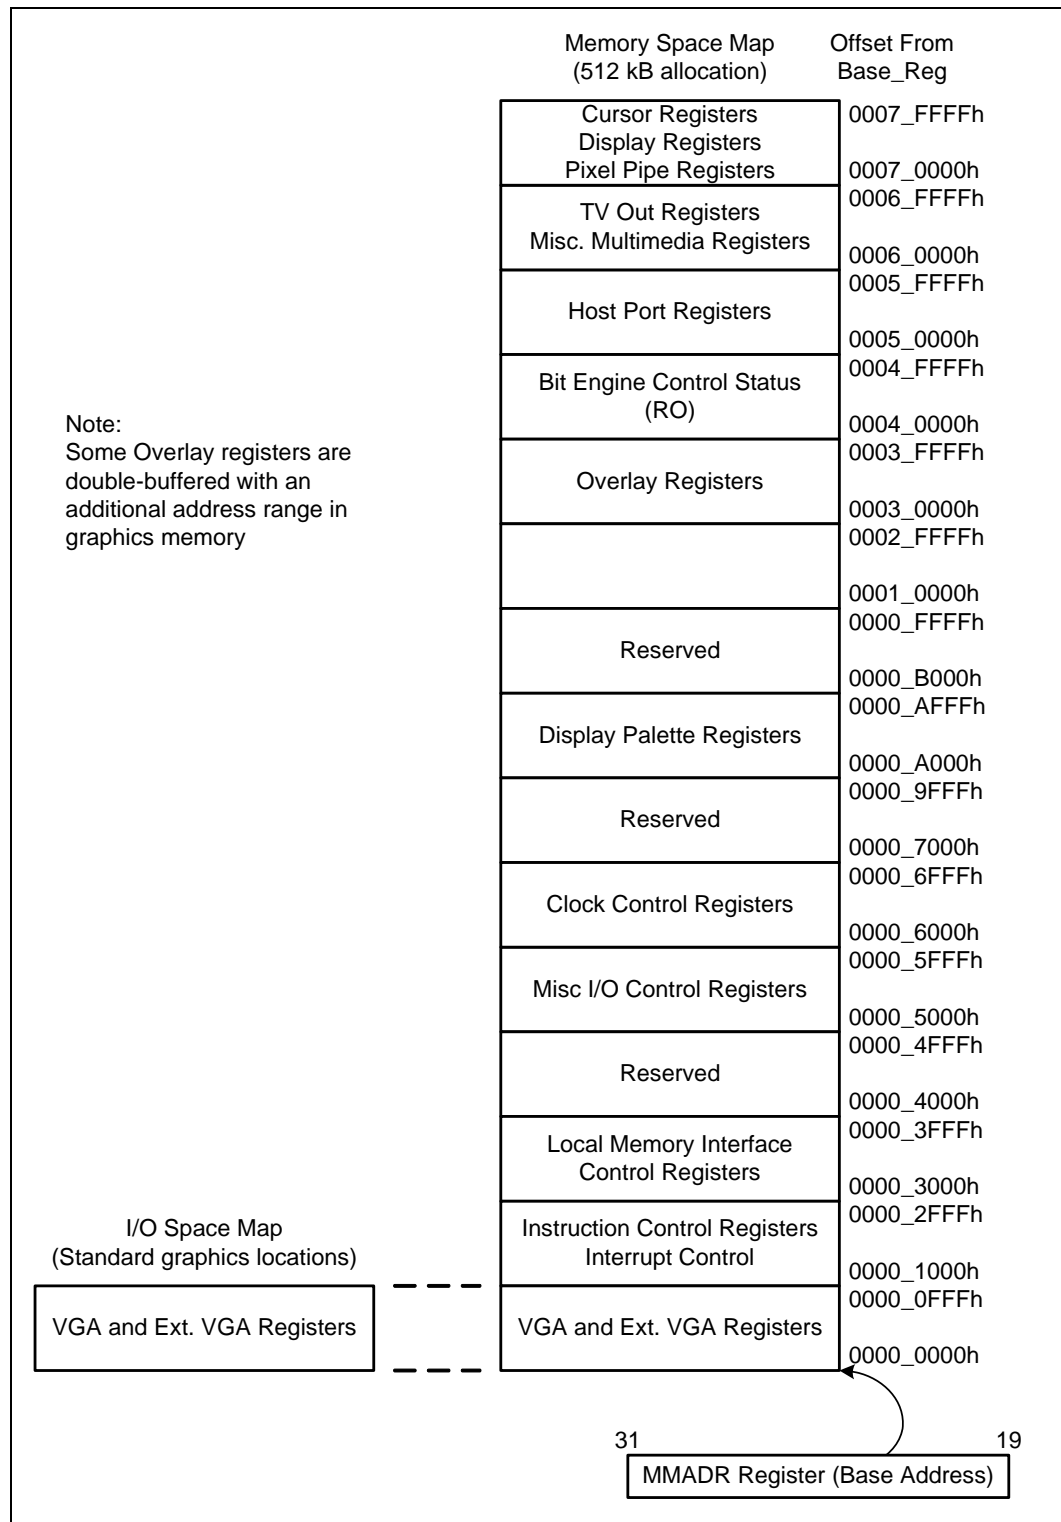 Memory Space Map
(512 kB allocation)
Offset From
Base_Reg
Cursor Registers
Display Registers
Pixel Pipe Registers
0007_FFFFh
0007_0000h
TV Out Registers
Misc. Multimedia Registers
0006_FFFFh
0006_0000h
Host Port Registers
0005_FFFFh
0005_0000h
Bit Engine Control Status
(RO)
0004_FFFFh
0004_0000h
Note:
Some Overlay registers are
double-buffered with an
additional address range in
graphics memory
Overlay Registers
0003_FFFFh
0003_0000h
0002_FFFFh
0001_0000h
Reserved
0000_FFFFh
0000_B000h
Display Palette Registers
0000_AFFFh
0000_A000h
Reserved
0000_9FFFh
0000_7000h
Clock Control Registers
0000_6FFFh
0000_6000h
Misc I/O Control Registers
0000_5FFFh
0000_5000h
Reserved
0000_4FFFh
0000_4000h
Local Memory Interface
Control Registers
0000_3FFFh
0000_3000h
Instruction Control Registers
Interrupt Control
0000_2FFFh
0000_1000h
I/O Space Map
(Standard graphics locations)
VGA and Ext. VGA Registers
VGA and Ext. VGA Registers
0000_0FFFh
0000_0000h
31
19
MMADR Register (Base Address)